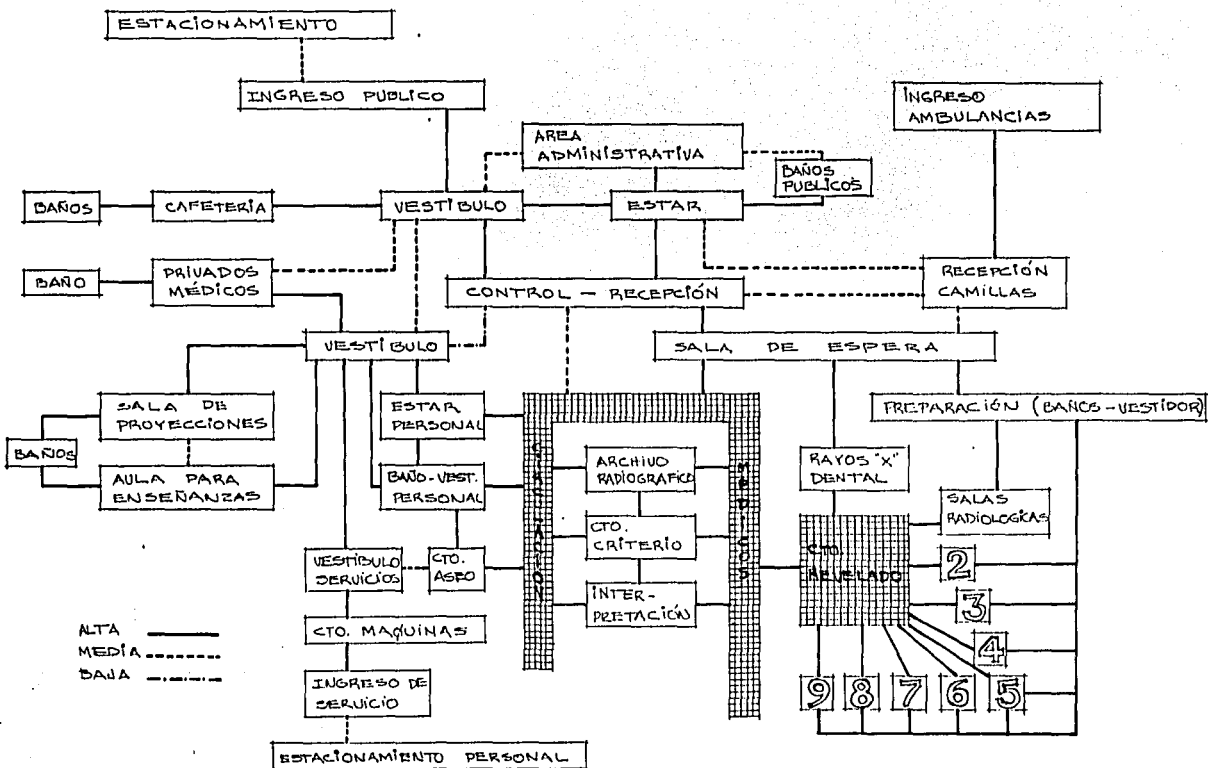 ESTACIONAMIENTO
INGRESO PUBLICO
INGRESO
AMBULANCIAS
AREA
ADMINISTRATIVA
BAÑOS
PUBLICOS
BAÑOS
CAFETERIA
VESTIBULO
ESTAR
BAÑO
PRIVADOS
MÉDICOS
CONTROL - RECEPCIÓN
RECEPCIÓN
CAMILLAS
VESTIBULO
SALA DE ESPERA
SALA DE
PROYECCIONES
ESTAR
PERSONAL
PREPARACIÓN (BAÑOS-VESTIDOR)
BAÑOS
AULA PARA
ENSEÑANZAS
BAÑO-VEST.
PERSONAL
CIRCULACION
ARCHIVO
RADIOGRAFICO
MEDICOS
RAYOS "X"
DENTAL
SALAS
RADIOLOGICAS
VESTIBULO
SERVICIOS
CTO.
ASEO
CTO.
CRITERIO
CTO.
REVELADO
2
INTER-
PRETACIÓN
3
ALTA
MEDIA
BAJA
CTO. MAQUINAS
4
INGRESO DE
SERVICIO
9 8 7 6 5
ESTACIONAMIENTO PERSONAL